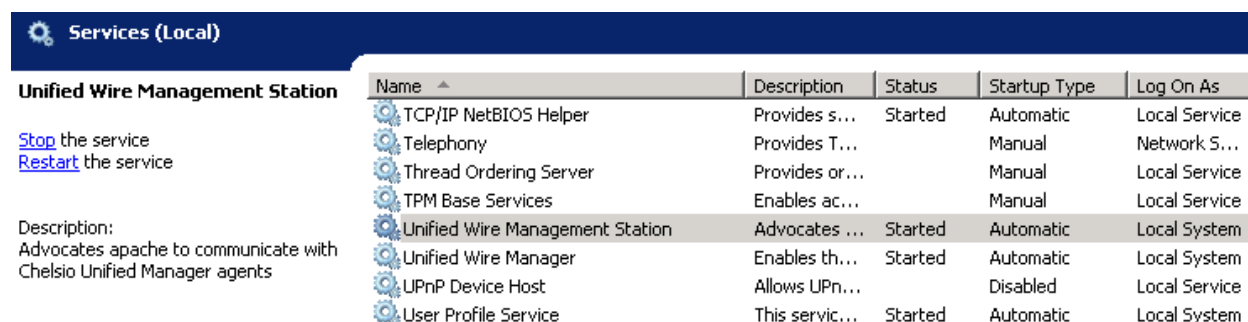 Services (Local)
Unified Wire Management Station
Stop the service
Restart the service
Description:
Advocates apache to communicate with
Chelsio Unified Manager agents
Name Description Status Startup Type Log On As
TCP/IP NetBIOS Helper Provides s... Started Automatic Local Service
Telephony Provides T... Manual Network S...
Thread Ordering Server Provides or... Manual Local Service
TPM Base Services Enables ac... Manual Local Service
Unified Wire Management Station Advocates ... Started Automatic Local System
Unified Wire Manager Enables th... Started Automatic Local System
UPnP Device Host Allows UPn... Disabled Local Service
User Profile Service This servic... Started Automatic Local System